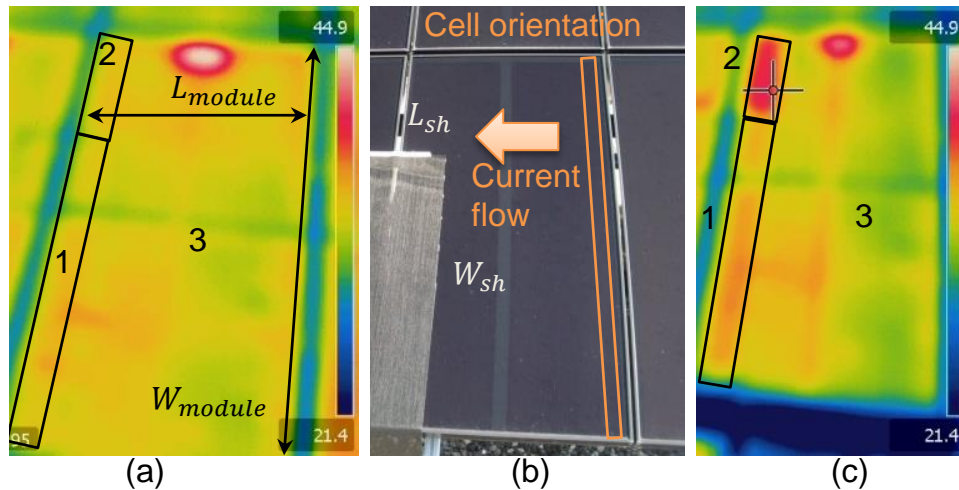 44.9
2
L_module
1
3
W_module
95
21.4
(a)
Cell orientation
L_sh
Current
flow
W_sh
(b)
44.9
2
1
3
21.4
(c)